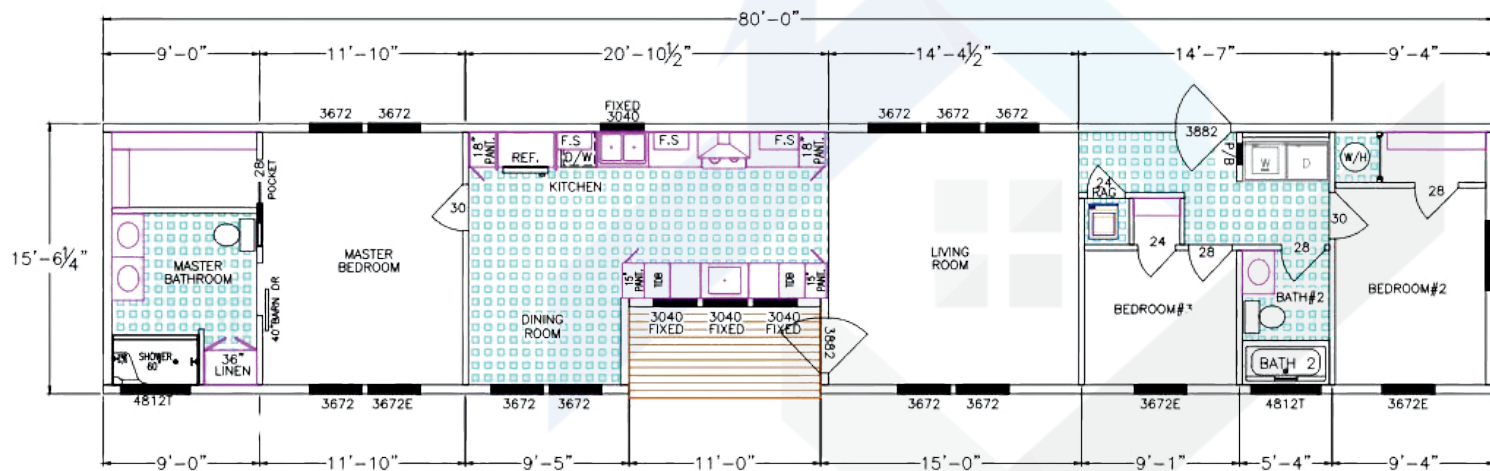 80'-0"
9'-0" 11'-10" 20'-10½" 14'-4½" 14'-7" 9'-4"
3672 3672 FIXED 3040 3672 3672 3672 3882
15'-6¼"
28 POCKET
18" PANT.
REF.
F.S
D/W
F.S
F.S
18" PANT.
KITCHEN
P/B
W
D
W/H
24
RAG
28
30
30
24
28
28
MASTER
BATHROOM
MASTER
BEDROOM
LIVING
ROOM
40"BARN DR
15" PANT.
TDB
TDB
15" PANT.
BEDROOM#3
BATH#2
BEDROOM#2
DINING
ROOM
3040 3040 3040
FIXED FIXED FIXED
3882
SHOWER
60"
36"
LINEN
BATH 2
4812T 3672 3672E 3672 3672 3672 3672 3672E 4812T 3672E
9'-0" 11'-10" 9'-5" 11'-0" 15'-0" 9'-1" 5'-4" 9'-4"